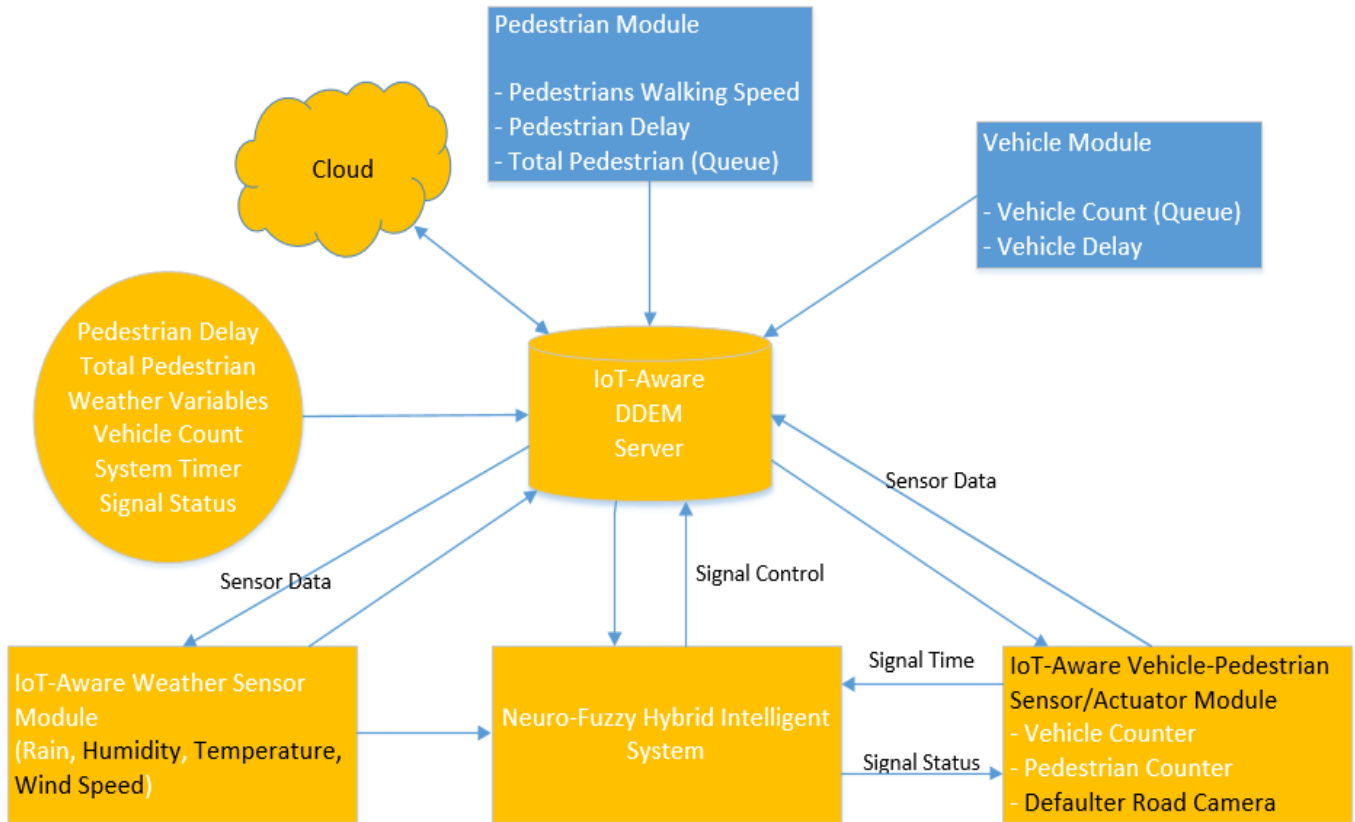 Pedestrian Module
- Pedestrians Walking Speed
- Pedestrian Delay
- Total Pedestrian (Queue)
Cloud
Vehicle Module
- Vehicle Count (Queue)
- Vehicle Delay
Pedestrian Delay
Total Pedestrian
Weather Variables
Vehicle Count
System Timer
Signal Status
IoT-Aware
DDEM
Server
Sensor Data
Sensor Data
Signal Control
IoT-Aware Weather Sensor
Module
(Rain, Humidity, Temperature,
Wind Speed)
Neuro-Fuzzy Hybrid Intelligent
System
Signal Time
Signal Status
IoT-Aware Vehicle-Pedestrian
Sensor/Actuator Module
- Vehicle Counter
- Pedestrian Counter
- Defaulter Road Camera